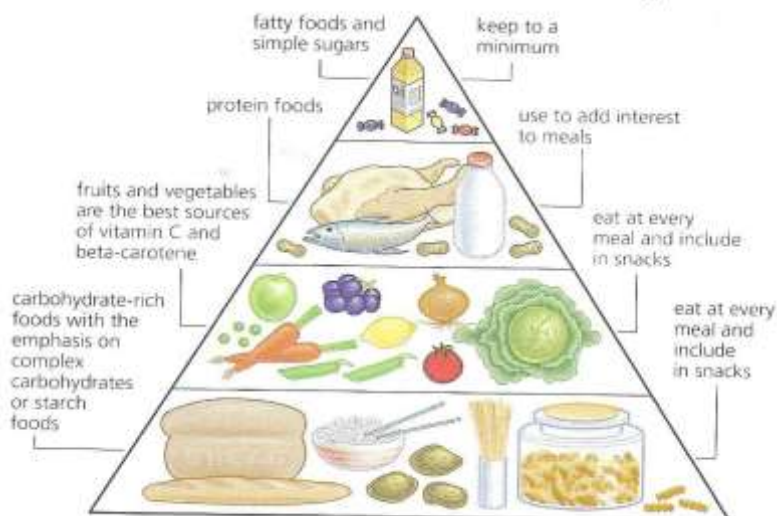 fatty foods and
simple sugars
keep to a
minimum
protein foods
use to add interest
to meals
fruits and vegetables
are the best sources
of vitamin C and
beta-carotene
eat at every
meal and include
in snacks
carbohydrate-rich
foods with the
emphasis on
complex
carbohydrates
or starch
foods
eat at every
meal and
include
in snacks